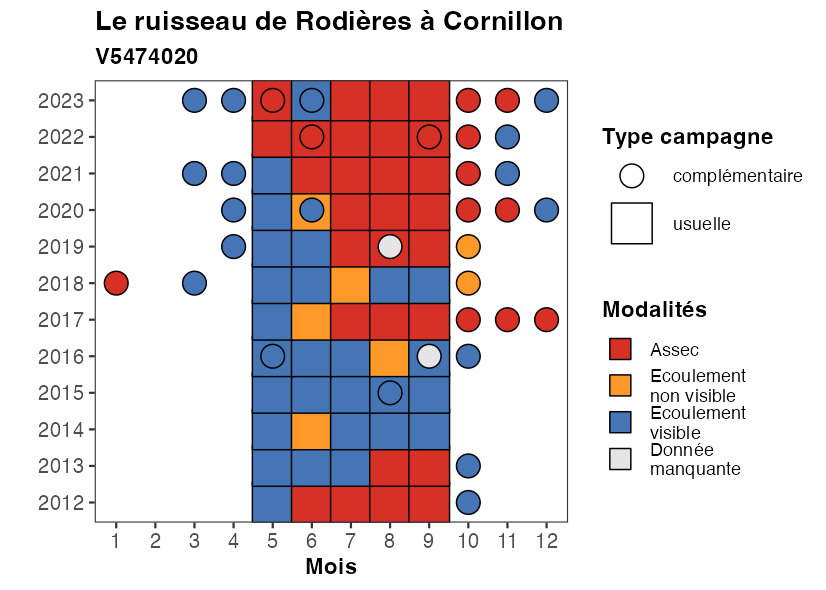 Le ruisseau de Rodières à Cornillon
V5474020
2023
2022
2021
2020
2019
2018
2017
2016
2015
2014
2013
2012
1 2 3 4 5 6 7 8 9 10 11 12
Mois
Type campagne
complémentaire
usuelle
Modalités
Assec
Ecoulement
non visible
Ecoulement
visible
Donnée
manquante